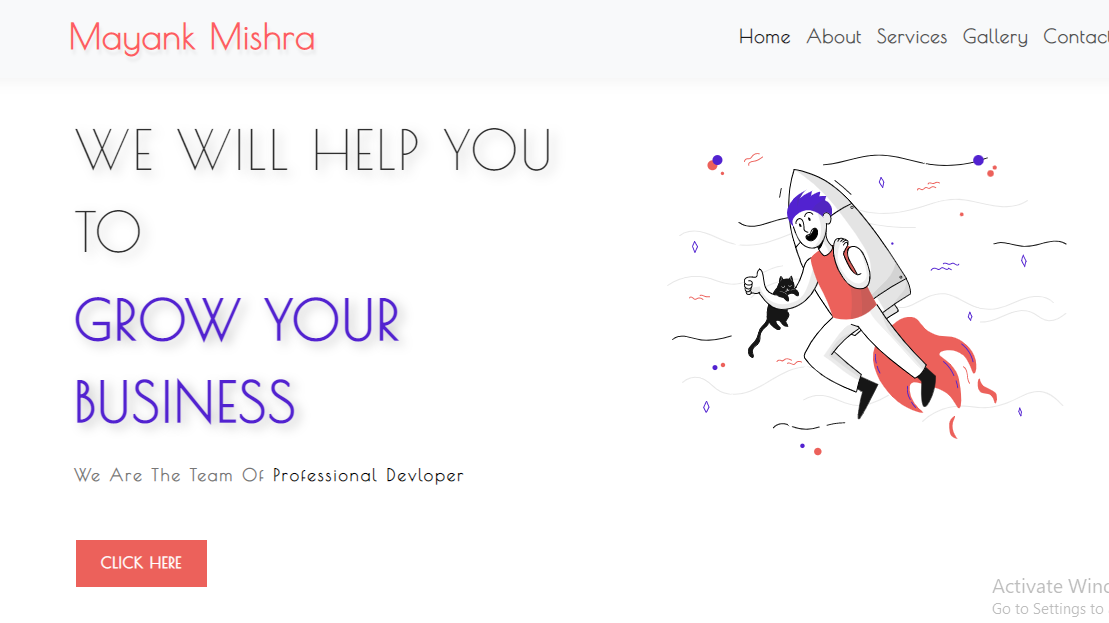 Mayank Mishra
Home About Services Gallery Contact
WE WILL HELP YOU
TO
GROW YOUR
BUSINESS
We Are The Team Of Professional Devloper
CLICK HERE
Activate
Go to Settings to